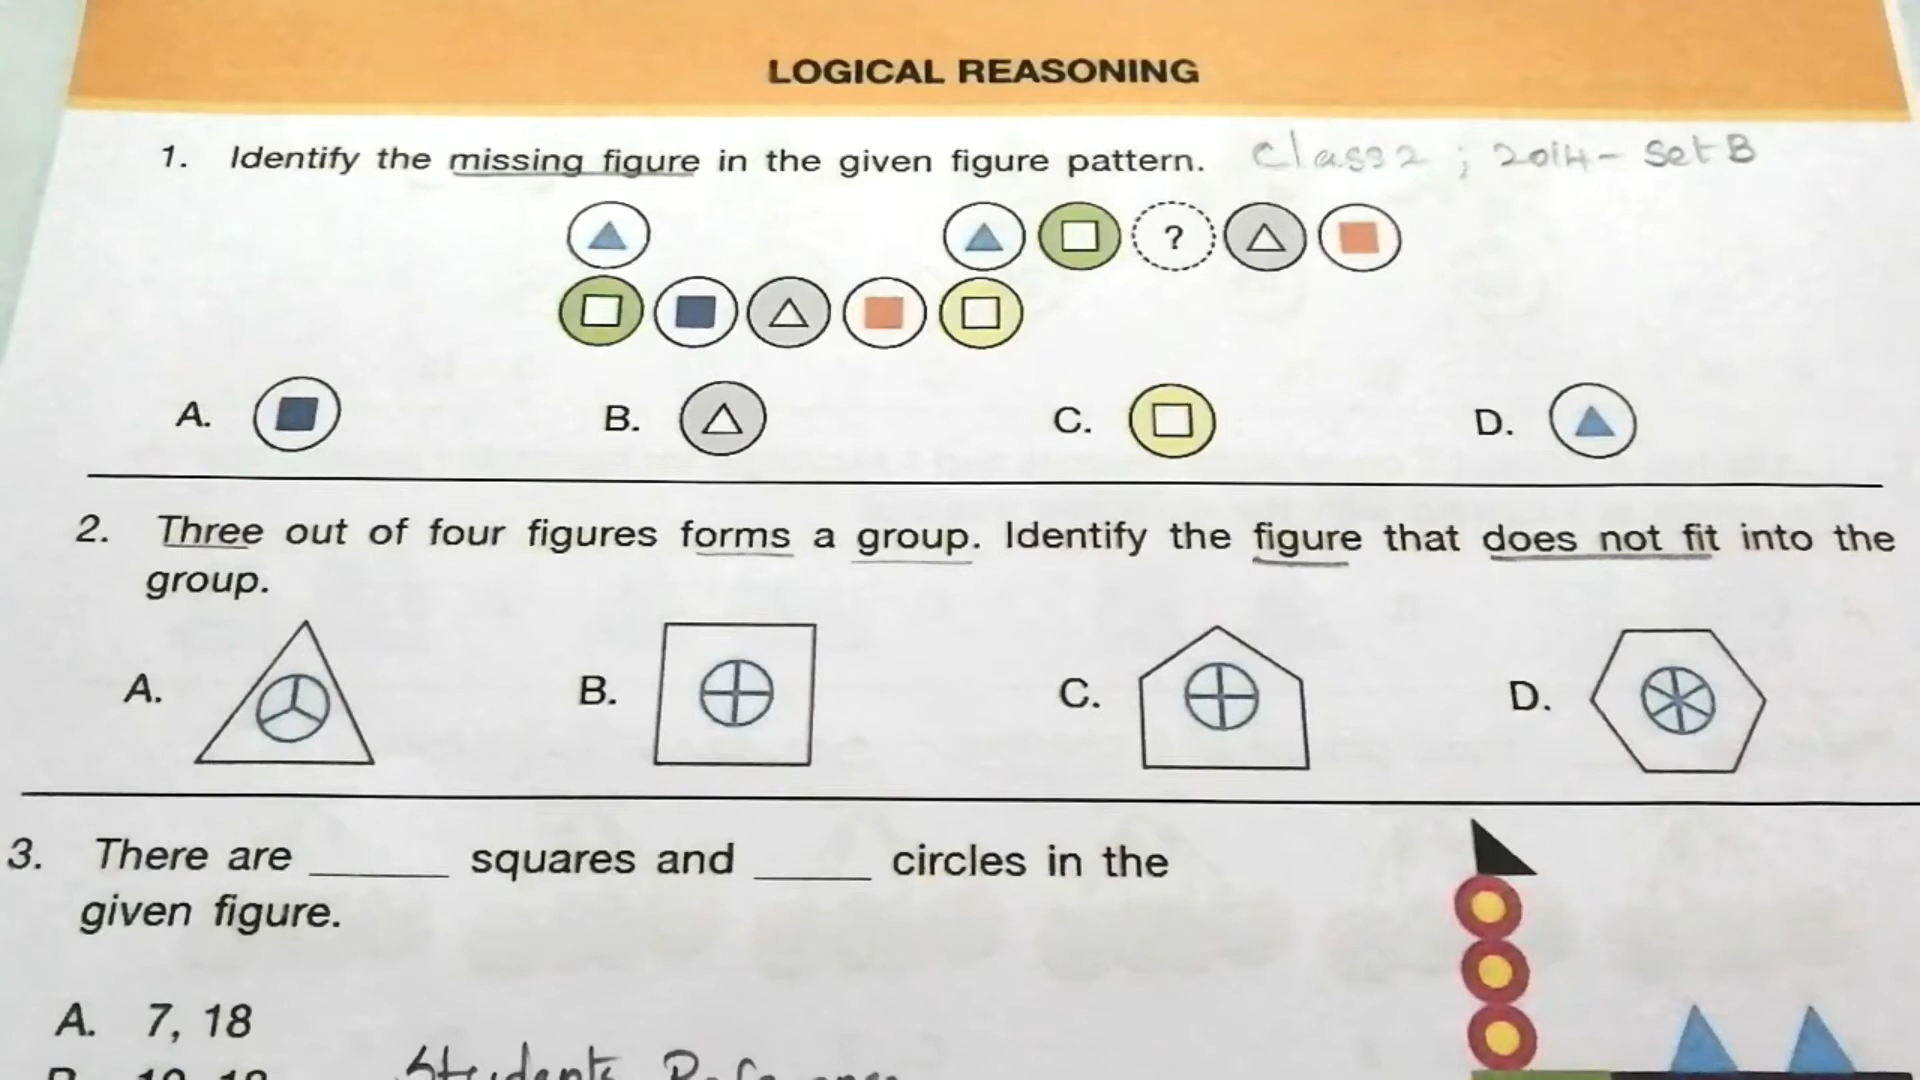 LOGICAL REASONING
1. Identify the missing figure in the given figure pattern. Class 2 ; 2014 - Set B
?
A. B. C. D.
2. Three out of four figures forms a group. Identify the figure that does not fit into the
group.
A. B. C. D.
3. There are _____ squares and _____ circles in the
given figure.
A. 7, 18
Students